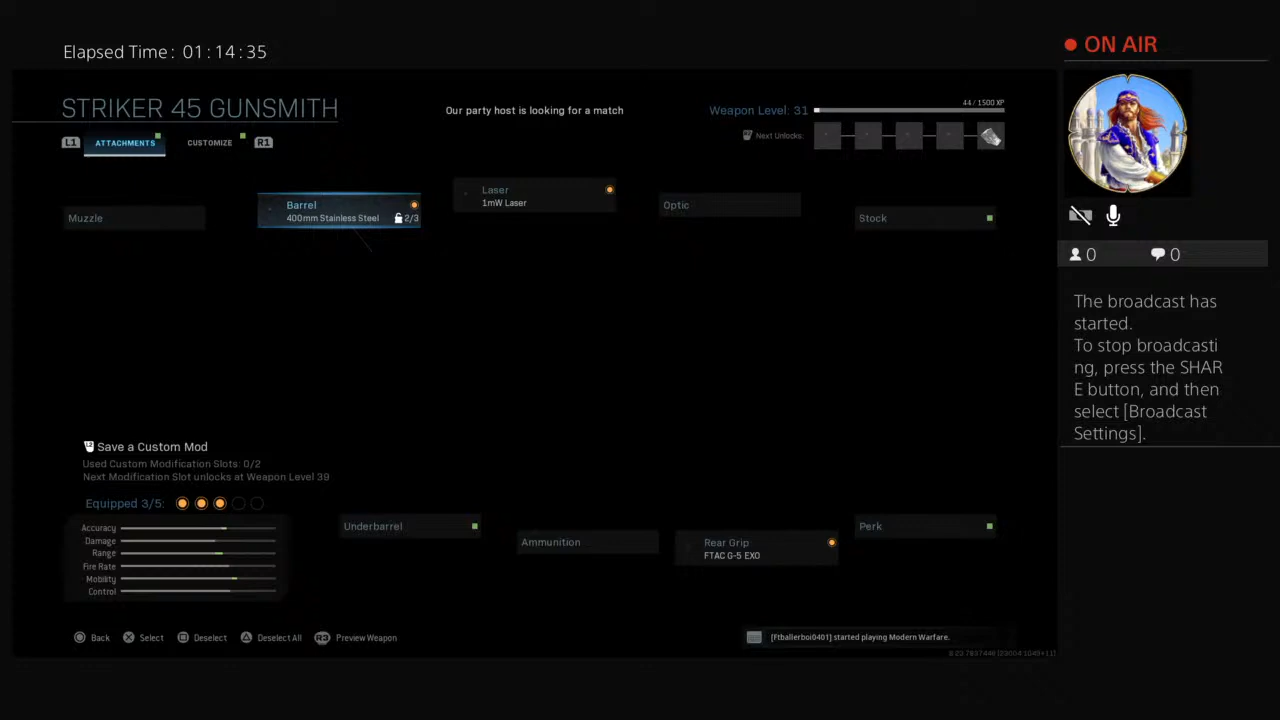 Elapsed Time: 01:14:35
ON AIR
STRIKER 45 GUNSMITH
Our party host is looking for a match
Weapon Level: 31
44 / 1500 XP
L1 ATTACHMENTS CUSTOMIZE R1
Next Unlocks:
Muzzle
Barrel
400mm Stainless Steel 2/3
Laser
1mW Laser
Optic
Stock
0 0
The broadcast has
started.
To stop broadcasti
ng, press the SHAR
E button, and then
select [Broadcast
Settings].
L2 Save a Custom Mod
Used Custom Modification Slots: 0/2
Next Modification Slot unlocks at Weapon Level 39
Equipped 3/5:
Accuracy
Damage
Range
Fire Rate
Mobility
Control
Underbarrel
Ammunition
Rear Grip
FTAC G-5 EXO
Perk
Back Select Deselect Deselect All R3 Preview Weapon
[Ftballerboi0401] started playing Modern Warfare.